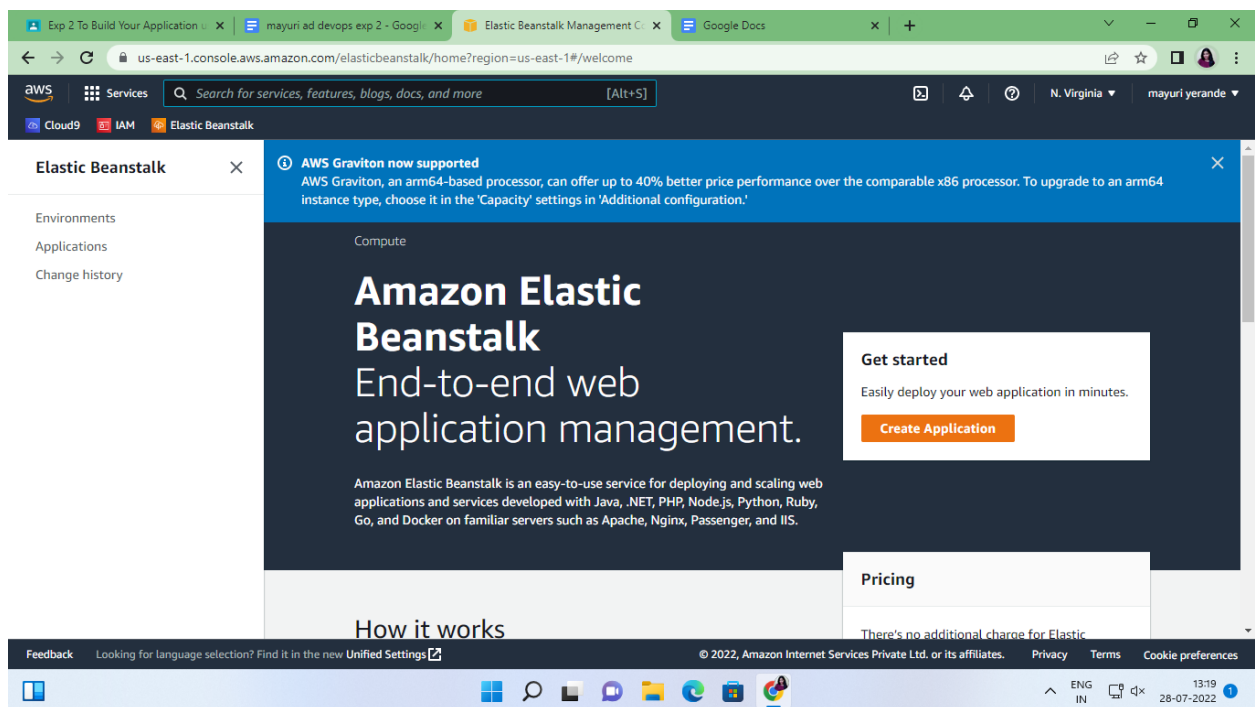 Exp 2 To Build Your Application u
mayuri ad devops exp 2 - Google
Elastic Beanstalk Management Co
Google Docs
us-east-1.console.aws.amazon.com/elasticbeanstalk/home?region=us-east-1#/welcome
aws
Services
Search for services, features, blogs, docs, and more
[Alt+S]
N. Virginia
mayuri yerande
Cloud9
IAM
Elastic Beanstalk
Elastic Beanstalk
Environments
Applications
Change history
AWS Graviton now supported
AWS Graviton, an arm64-based processor, can offer up to 40% better price performance over the comparable x86 processor. To upgrade to an arm64
instance type, choose it in the 'Capacity' settings in 'Additional configuration.'
Compute
Amazon Elastic
Beanstalk
End-to-end web
application management.
Amazon Elastic Beanstalk is an easy-to-use service for deploying and scaling web
applications and services developed with Java, .NET, PHP, Node.js, Python, Ruby,
Go, and Docker on familiar servers such as Apache, Nginx, Passenger, and IIS.
Get started
Easily deploy your web application in minutes.
Create Application
Pricing
There's no additional charge for Elastic
How it works
Feedback
Looking for language selection? Find it in the new Unified Settings
© 2022, Amazon Internet Services Private Ltd. or its affiliates.
Privacy
Terms
Cookie preferences
ENG
IN
13:19
28-07-2022
1